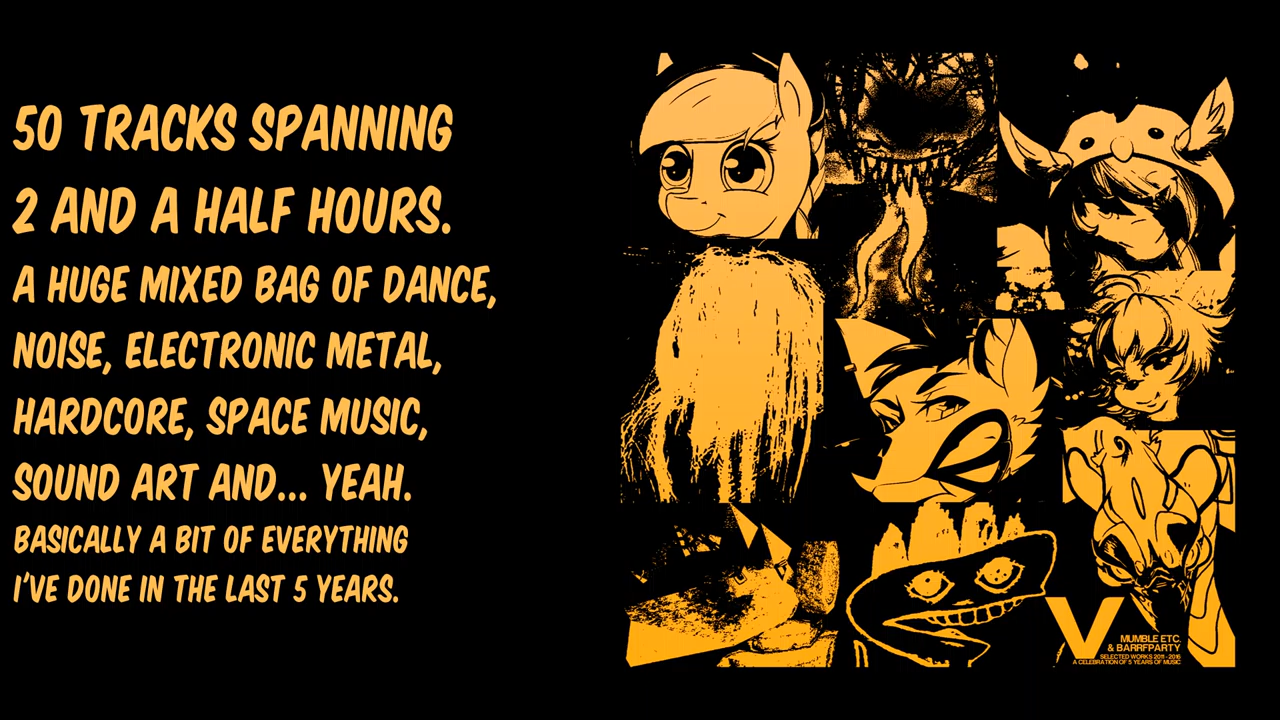 50 TRACKS SPANNING
2 AND A HALF HOURS.
A HUGE MIXED BAG OF DANCE,
NOISE, ELECTRONIC METAL,
HARDCORE, SPACE MUSIC,
SOUND ART AND... YEAH.
BASICALLY A BIT OF EVERYTHING
I'VE DONE IN THE LAST 5 YEARS.
V
MUMBLE ETC.
& BARRFPARTY
SELECTED WORKS 2011 - 2016
A CELEBRATION OF 5 YEARS OF MUSIC